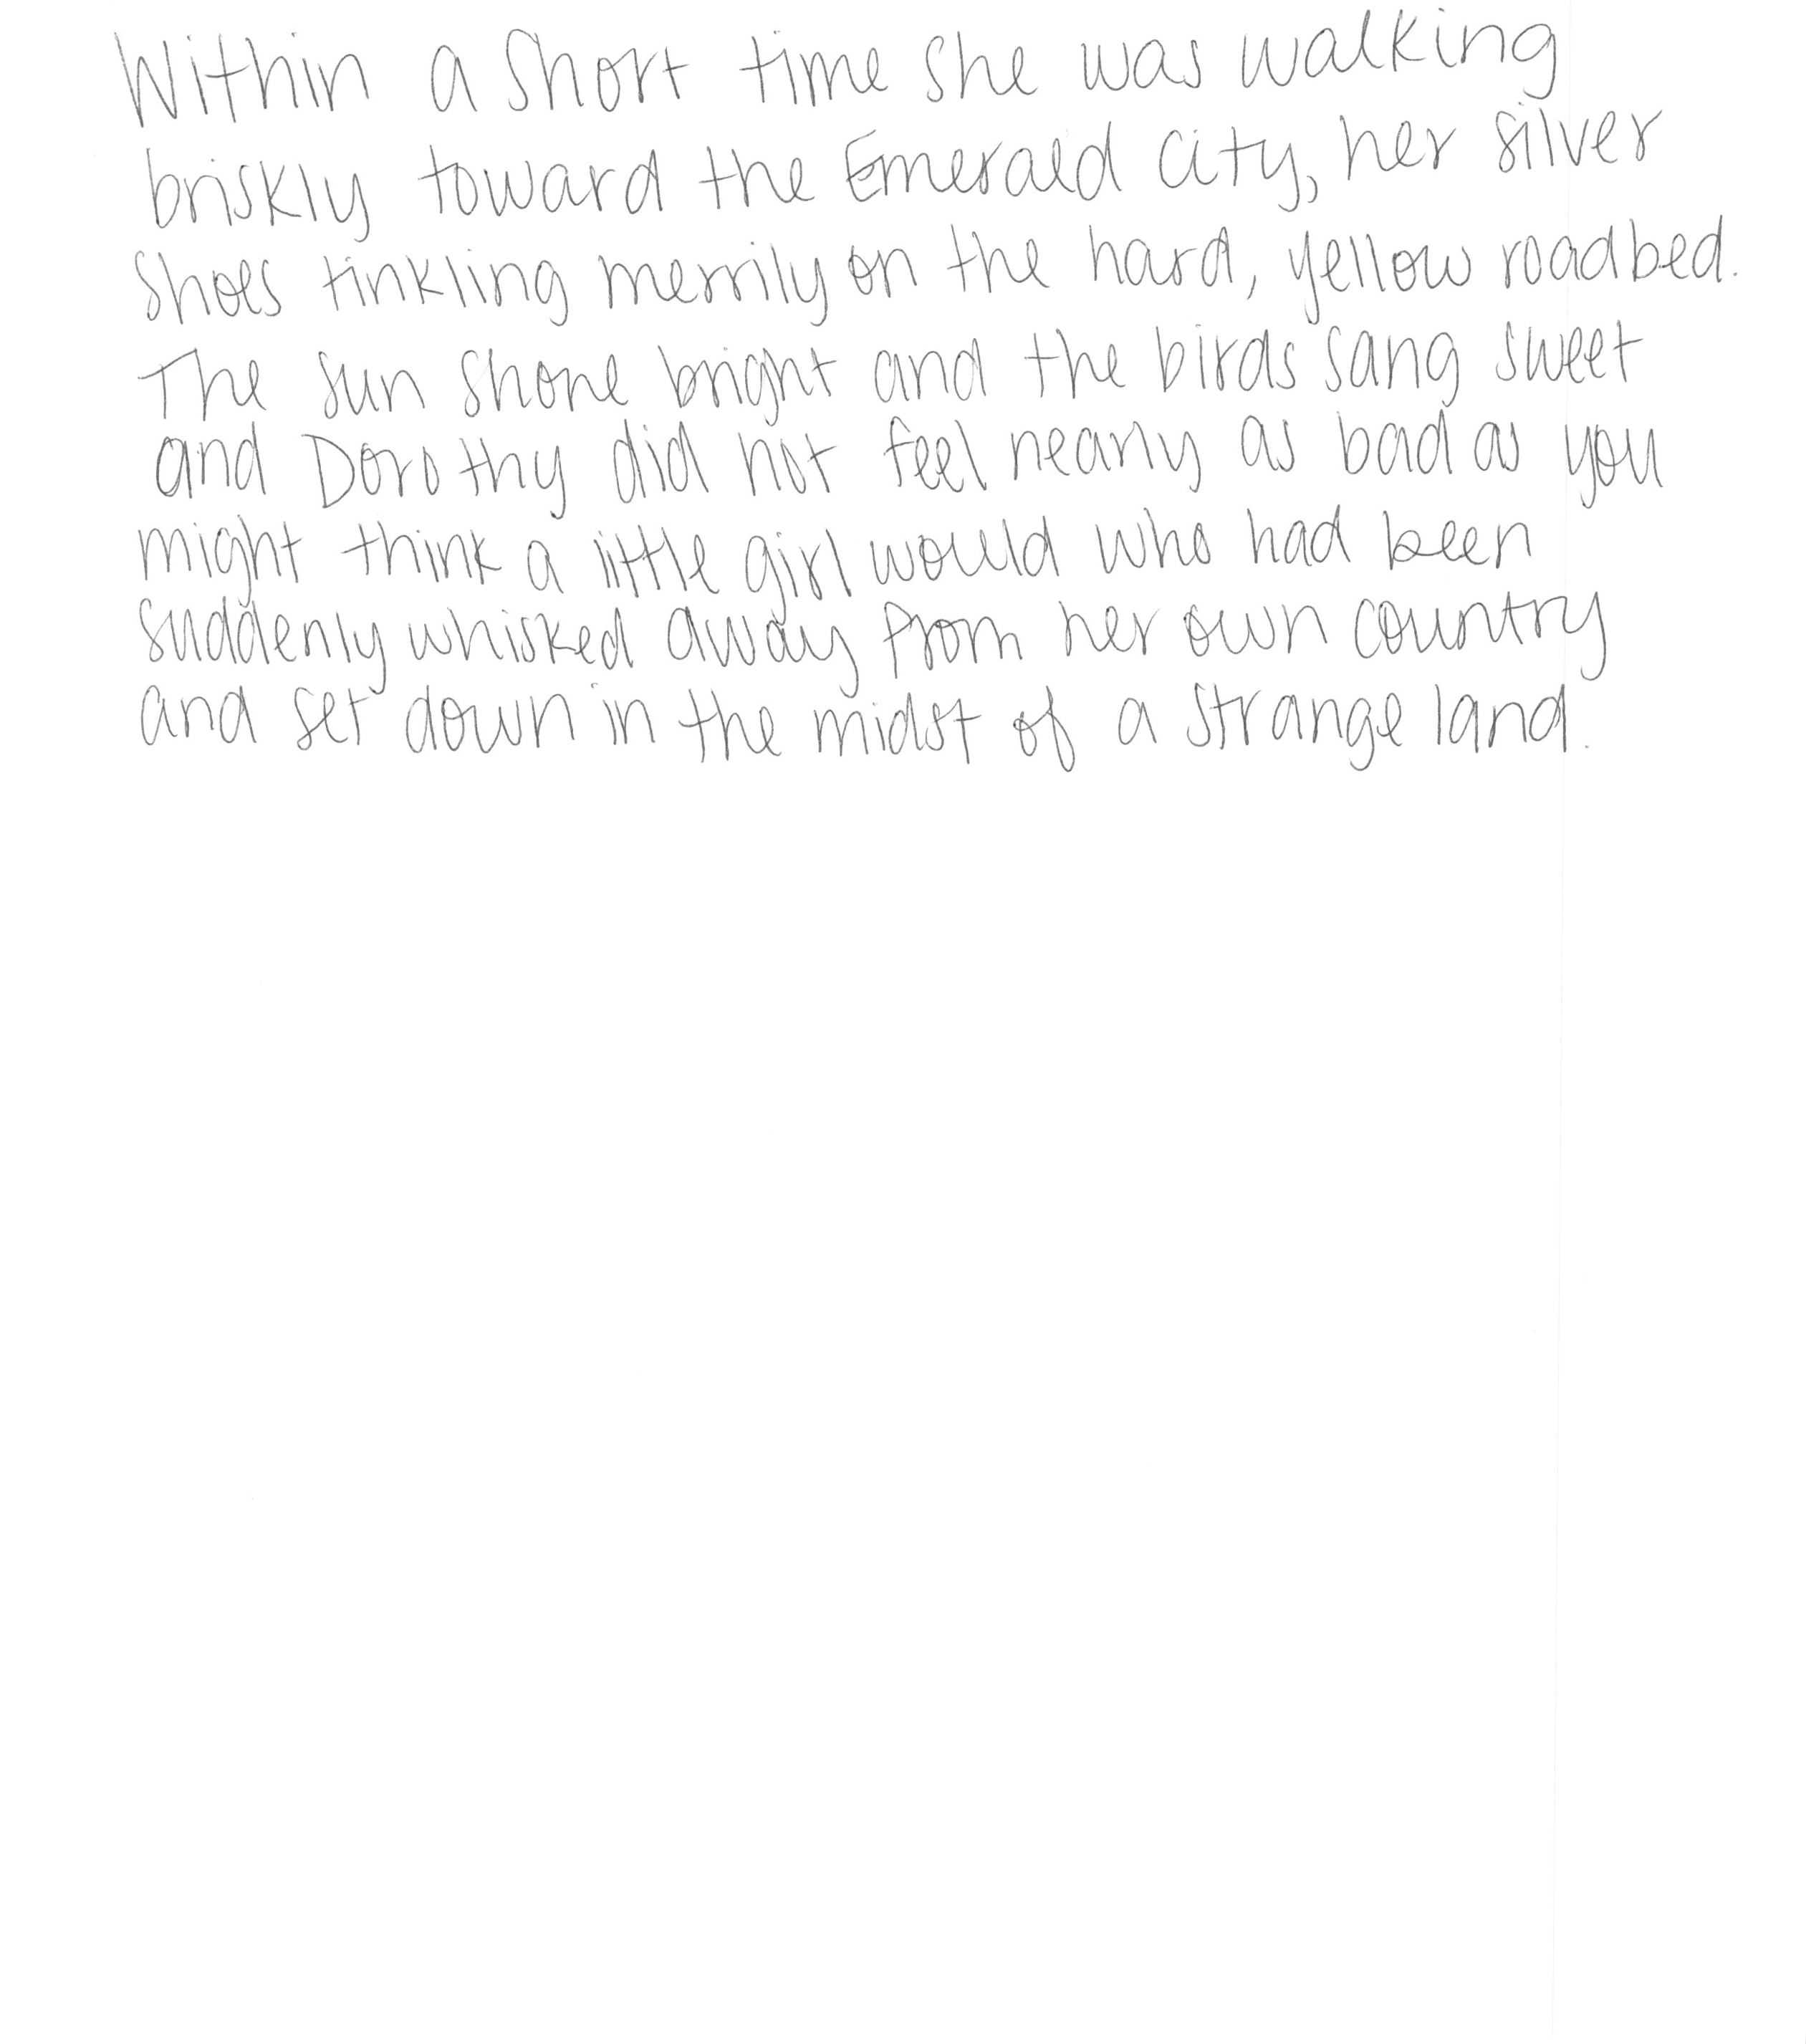 Within a short time she was walking
briskly toward the Emerald City, her silver
shoes tinkling merrily on the hard, yellow roadbed.
The sun shone bright and the birds sang sweet
and Dorothy did not feel nearly as bad as you
might think a little girl would who had been
suddenly whisked away from her own country
and set down in the midst of a strange land.